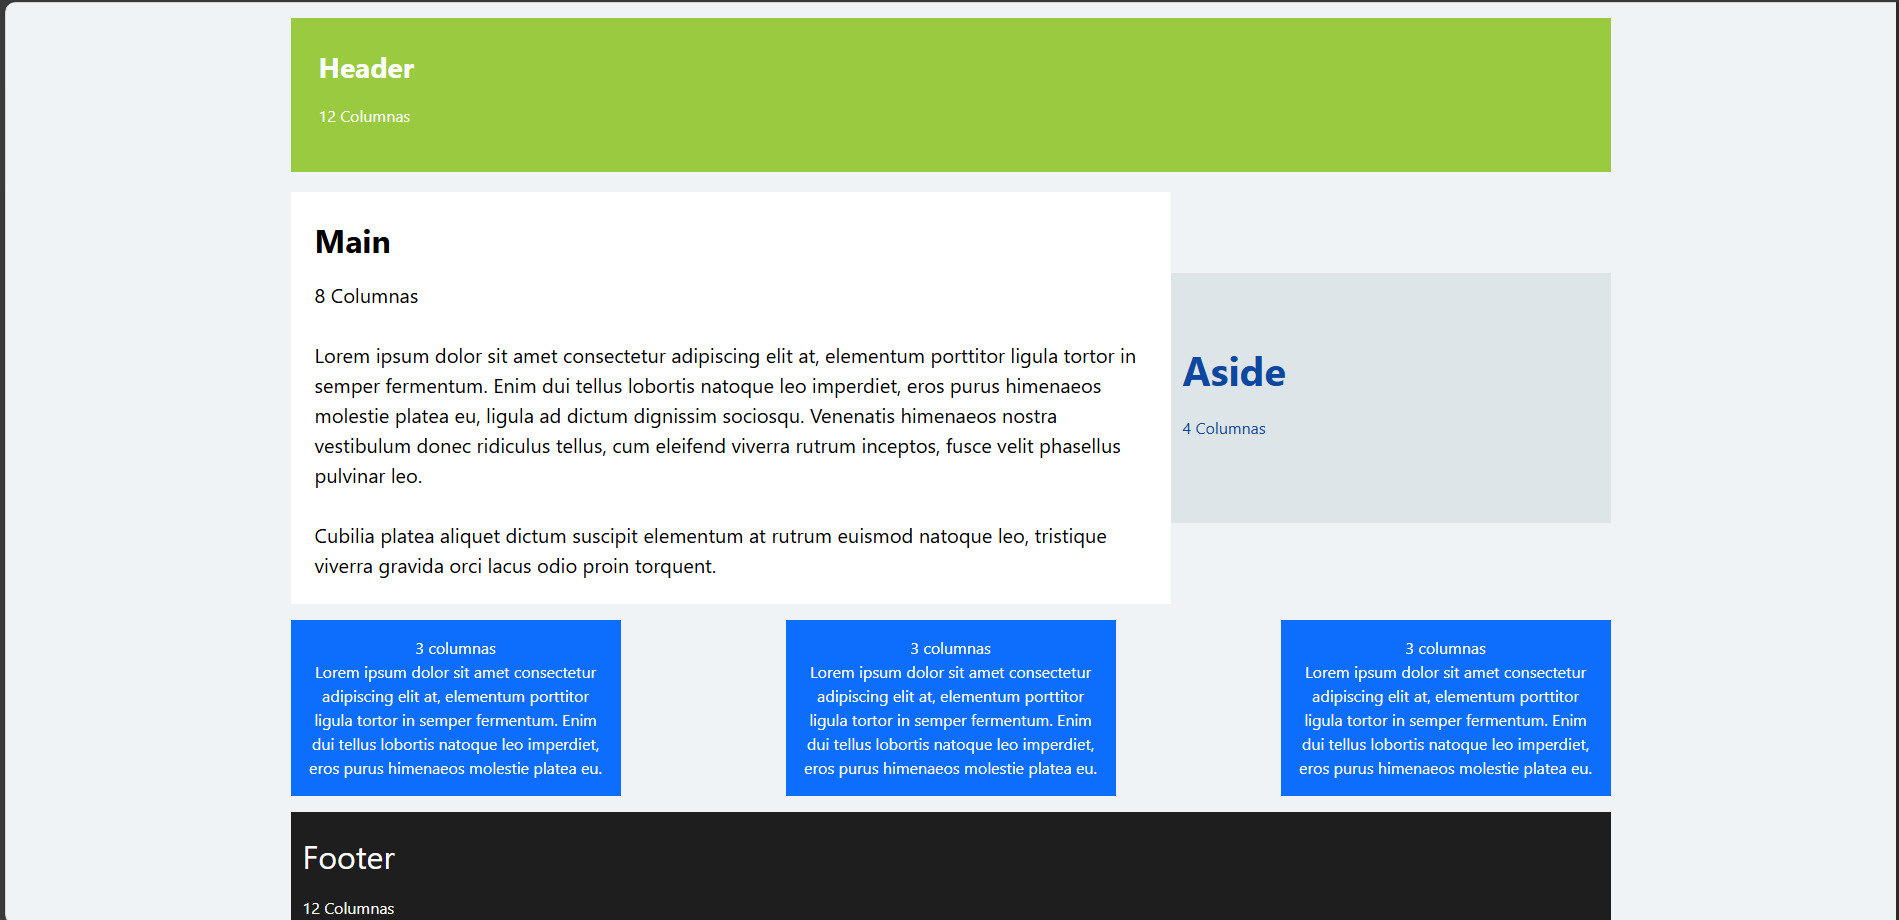 Header
12 Columnas
Main
8 Columnas
Lorem ipsum dolor sit amet consectetur adipiscing elit at, elementum porttitor ligula tortor in
semper fermentum. Enim dui tellus lobortis natoque leo imperdiet, eros purus himenaeos
molestie platea eu, ligula ad dictum dignissim sociosqu. Venenatis himenaeos nostra
vestibulum donec ridiculus tellus, cum eleifend viverra rutrum inceptos, fusce velit phasellus
pulvinar leo.
Cubilia platea aliquet dictum suscipit elementum at rutrum euismod natoque leo, tristique
viverra gravida orci lacus odio proin torquent.
Aside
4 Columnas
3 columnas
Lorem ipsum dolor sit amet consectetur
adipiscing elit at, elementum porttitor
ligula tortor in semper fermentum. Enim
dui tellus lobortis natoque leo imperdiet,
eros purus himenaeos molestie platea eu.
3 columnas
Lorem ipsum dolor sit amet consectetur
adipiscing elit at, elementum porttitor
ligula tortor in semper fermentum. Enim
dui tellus lobortis natoque leo imperdiet,
eros purus himenaeos molestie platea eu.
3 columnas
Lorem ipsum dolor sit amet consectetur
adipiscing elit at, elementum porttitor
ligula tortor in semper fermentum. Enim
dui tellus lobortis natoque leo imperdiet,
eros purus himenaeos molestie platea eu.
Footer
12 Columnas